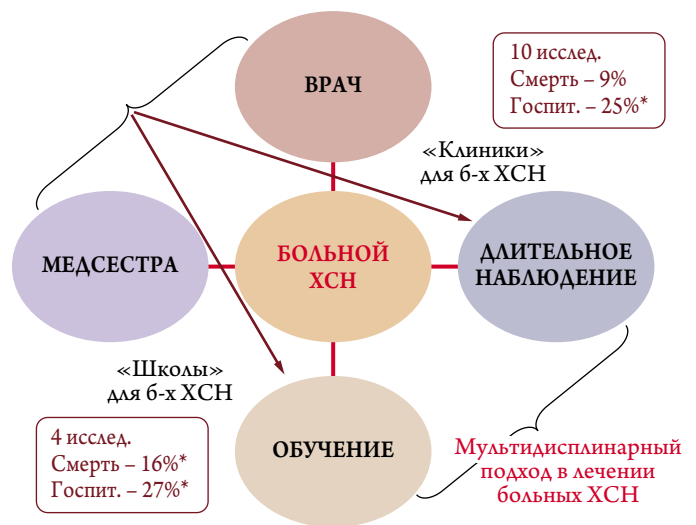 ВРАЧ
10 исслед.
Смерть – 9%
Госпит. – 25%*
«Клиники»
для б-х ХСН
МЕДСЕСТРА
БОЛЬНОЙ
ХСН
ДЛИТЕЛЬНОЕ
НАБЛЮДЕНИЕ
«Школы»
для б-х ХСН
4 исслед.
Смерть – 16%*
Госпит. – 27%*
ОБУЧЕНИЕ
Мультидисплинарный
подход в лечении
больных ХСН